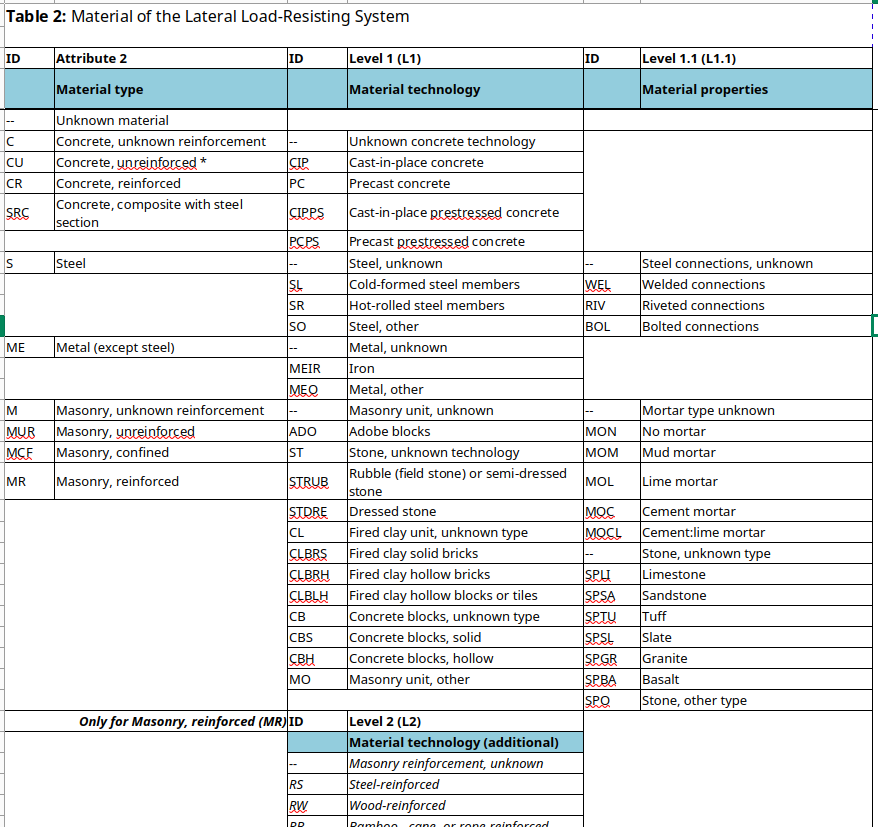 Table 2: Material of the Lateral Load-Resisting System
ID Attribute 2 ID Level 1 (L1) ID Level 1.1 (L1.1)
Material type Material technology Material properties
-- Unknown material
C Concrete, unknown reinforcement -- Unknown concrete technology
CU Concrete, unreinforced * CIP Cast-in-place concrete
CR Concrete, reinforced PC Precast concrete
SRC Concrete, composite with steel section CIPPS Cast-in-place prestressed concrete
PCPS Precast prestressed concrete
S Steel -- Steel, unknown -- Steel connections, unknown
SL Cold-formed steel members WEL Welded connections
SR Hot-rolled steel members RIV Riveted connections
SO Steel, other BOL Bolted connections
ME Metal (except steel) -- Metal, unknown
MEIR Iron
MEO Metal, other
M Masonry, unknown reinforcement -- Masonry unit, unknown -- Mortar type unknown
MUR Masonry, unreinforced ADO Adobe blocks MON No mortar
MCF Masonry, confined ST Stone, unknown technology MOM Mud mortar
MR Masonry, reinforced STRUB Rubble (field stone) or semi-dressed stone MOL Lime mortar
STDRE Dressed stone MOC Cement mortar
CL Fired clay unit, unknown type MOCL Cement:lime mortar
CLBRS Fired clay solid bricks -- Stone, unknown type
CLBRH Fired clay hollow bricks SPLI Limestone
CLBLH Fired clay hollow blocks or tiles SPSA Sandstone
CB Concrete blocks, unknown type SPTU Tuff
CBS Concrete blocks, solid SPSL Slate
CBH Concrete blocks, hollow SPGR Granite
MO Masonry unit, other SPBA Basalt
SPO Stone, other type
Only for Masonry, reinforced (MR) ID Level 2 (L2)
Material technology (additional)
-- Masonry reinforcement, unknown
RS Steel-reinforced
RW Wood-reinforced